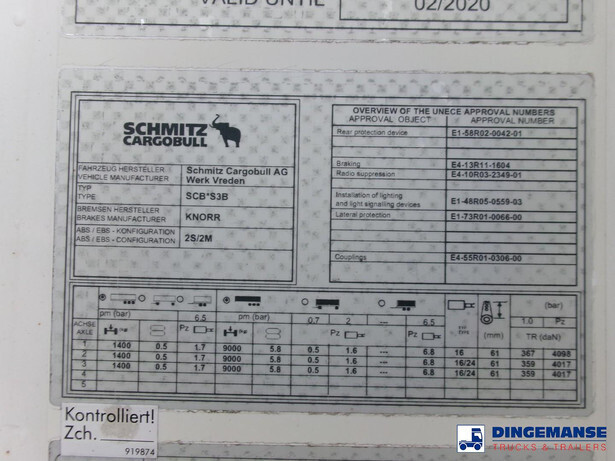 VALID UNTIL 02/2020
SCHMITZ
CARGOBULL
FAHRZEUG HERSTELLER
VEHICLE MANUFACTURER
Schmitz Cargobull AG
Werk Vreden
TYP
TYPE
SCB*S3B
BREMSEN HERSTELLER
BRAKES MANUFACTURER
KNORR
ABS / EBS - KONFIGURATION
ABS / EBS - CONFIGURATION
2S/2M
OVERVIEW OF THE UNECE APPROVAL NUMBERS
APPROVAL OBJECT APPROVAL NUMBER
Rear protection device E1-58R02-0042-01
Braking E4-13R11-1604
Radio suppression E4-10R03-2349-01
Installation of lighting
and light signalling devices E1-48R05-0559-03
Lateral protection E1-73R01-0066-00
Couplings E4-55R01-0306-00
pm (bar) 6.5 pm (bar) 0.7 2 --- 6.5 (bar)
ACHSE
AXLE
Pz Pz Pz (mm) 1.0 Pz
TR (daN)
1 1400 0.5 1.7 9000 5.8 0.5 1.6 --- 6.8 16 61 367 4098
2 1400 0.5 1.7 9000 5.8 0.5 1.6 --- 6.8 16/24 61 359 4017
3 1400 0.5 1.7 9000 5.8 0.5 1.6 --- 6.8 16/24 61 359 4017
4
5
Kontrolliert!
Zch.
919874
DINGEMANSE
TRUCKS & TRAILERS